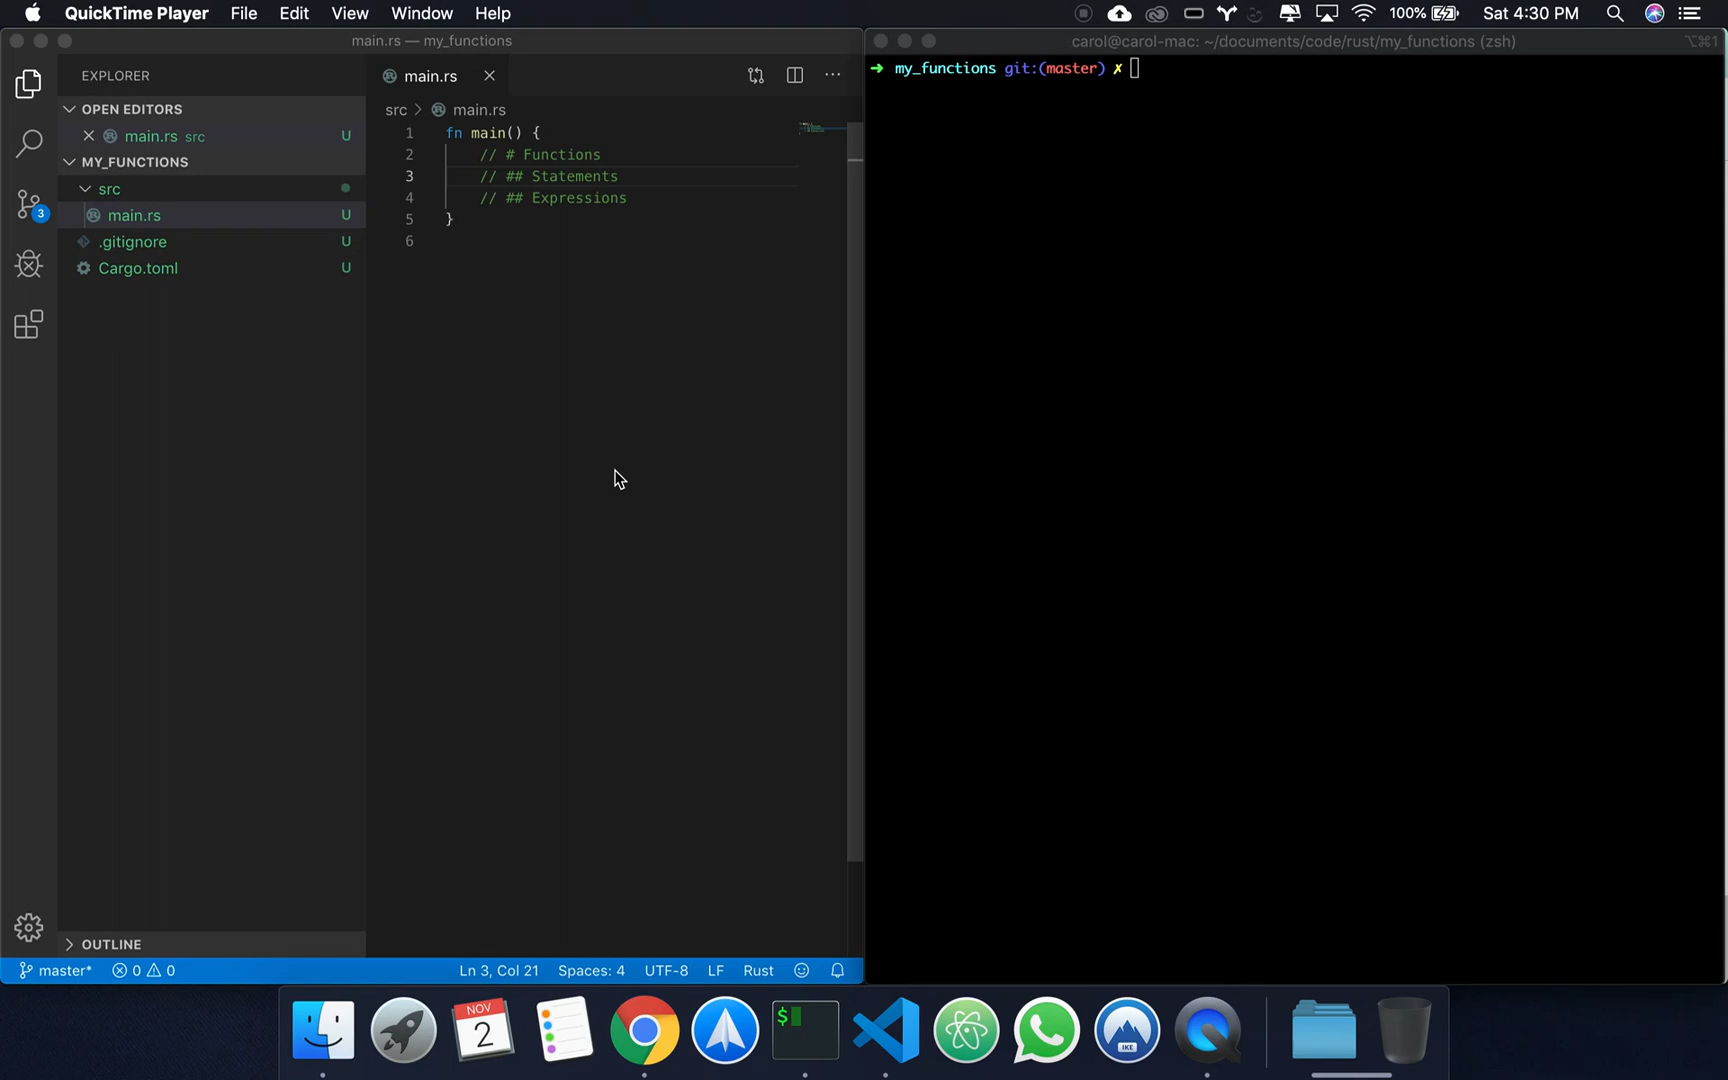 QuickTime Player File Edit View Window Help 100% Sat 4:30 PM
main.rs — my_functions
EXPLORER
OPEN EDITORS
main.rs src U
MY_FUNCTIONS
src
main.rs U
.gitignore U
Cargo.toml U
3
OUTLINE
main.rs
src > main.rs
1 fn main() {
2 // # Functions
3 // ## Statements
4 // ## Expressions
5 }
6
master* 0 0 Ln 3, Col 21 Spaces: 4 UTF-8 LF Rust
carol@carol-mac: ~/documents/code/rust/my_functions (zsh) ⌥⌘1
➜ my_functions git:(master) ✗
NOV
2
$
IKE